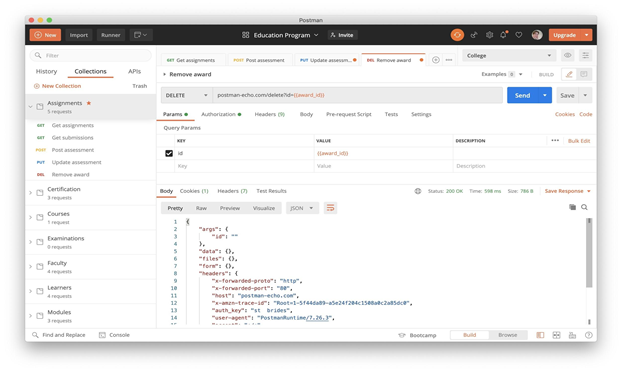 Postman
New Import Runner Education Program Invite Upgrade
Filter
History Collections APIs
New Collection Trash
Assignments
5 requests
GET Get assignments
GET Get submissions
POST Post assessment
PUT Update assessment
DEL Remove award
Certification
3 requests
Courses
1 request
Examinations
0 requests
Faculty
4 requests
Learners
4 requests
Modules
3 requests
GET Get assignments POST Post assessment PUT Update assessm... DEL Remove award College
Remove award Examples 0 BUILD
DELETE postman-echo.com/delete?id={{award_id}} Send Save
Params Authorization Headers (9) Body Pre-request Script Tests Settings Cookies Code
Query Params
KEY VALUE DESCRIPTION Bulk Edit
id {{award_id}}
Key Value Description
Body Cookies (1) Headers (7) Test Results Status: 200 OK Time: 598 ms Size: 786 B Save Response
Pretty Raw Preview Visualize JSON
1 {
2 "args": {
3 "id": ""
4 },
5 "data": {},
6 "files": {},
7 "form": {},
8 "headers": {
9 "x-forwarded-proto": "http",
10 "x-forwarded-port": "80",
11 "host": "postman-echo.com",
12 "x-amzn-trace-id": "Root=1-5f44da09-a5e24f204c1508a0c2a85dc0",
13 "auth_key": "st brides",
14 "user-agent": "PostmanRuntime/7.26.3",
Find and Replace Console Bootcamp Build Browse